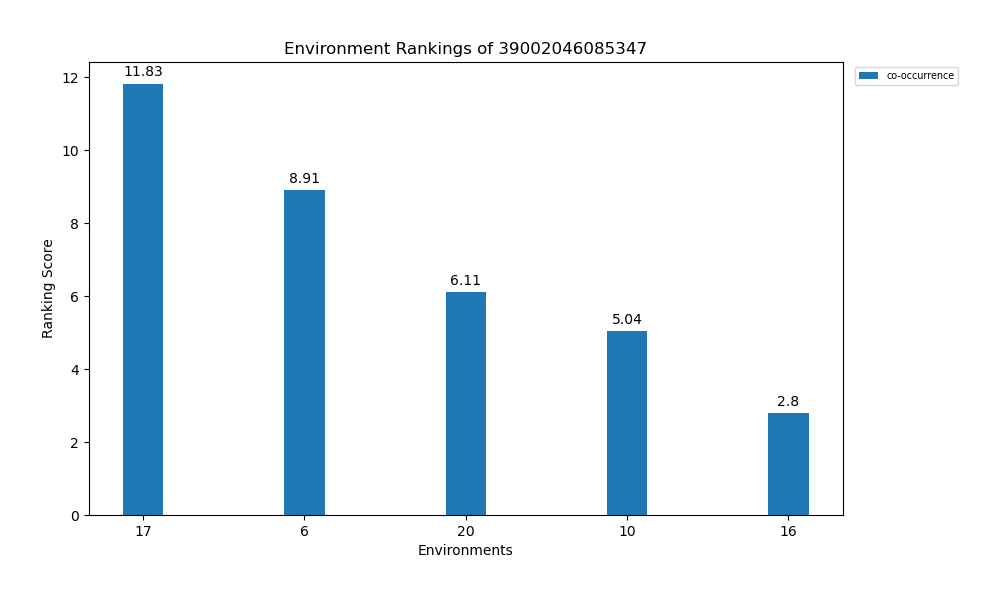 Environment Rankings of 39002046085347
co-occurrence
Ranking Score
12
10
8
6
4
2
0
11.83
8.91
6.11
5.04
2.8
17 6 20 10 16
Environments